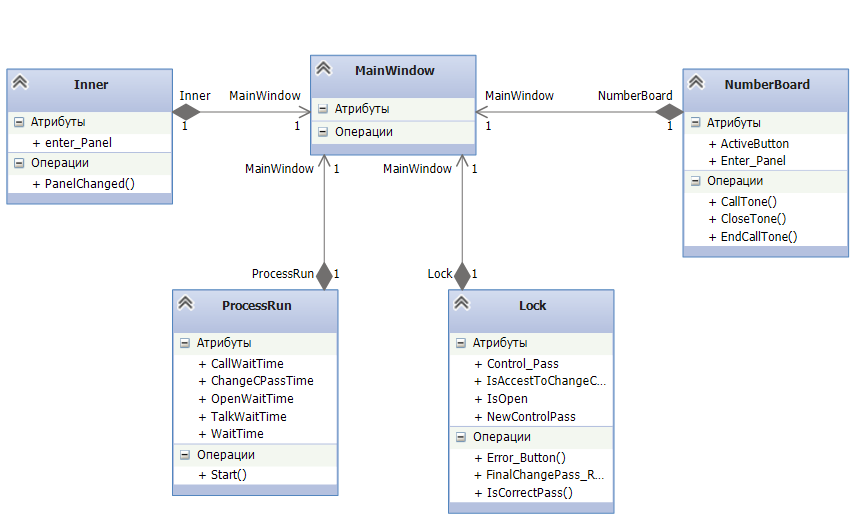 Inner
Атрибуты
+ enter_Panel
Операции
+ PanelChanged()
Inner
MainWindow
1
1
MainWindow
Атрибуты
Операции
MainWindow
NumberBoard
1
1
NumberBoard
Атрибуты
+ ActiveButton
+ Enter_Panel
Операции
+ CallTone()
+ CloseTone()
+ EndCallTone()
MainWindow
1
MainWindow
1
ProcessRun
1
Lock
1
ProcessRun
Атрибуты
+ CallWaitTime
+ ChangeCPassTime
+ OpenWaitTime
+ TalkWaitTime
+ WaitTime
Операции
+ Start()
Lock
Атрибуты
+ Control_Pass
+ IsAccestToChangeC...
+ IsOpen
+ NewControlPass
Операции
+ Error_Button()
+ FinalChangePass_R...
+ IsCorrectPass()